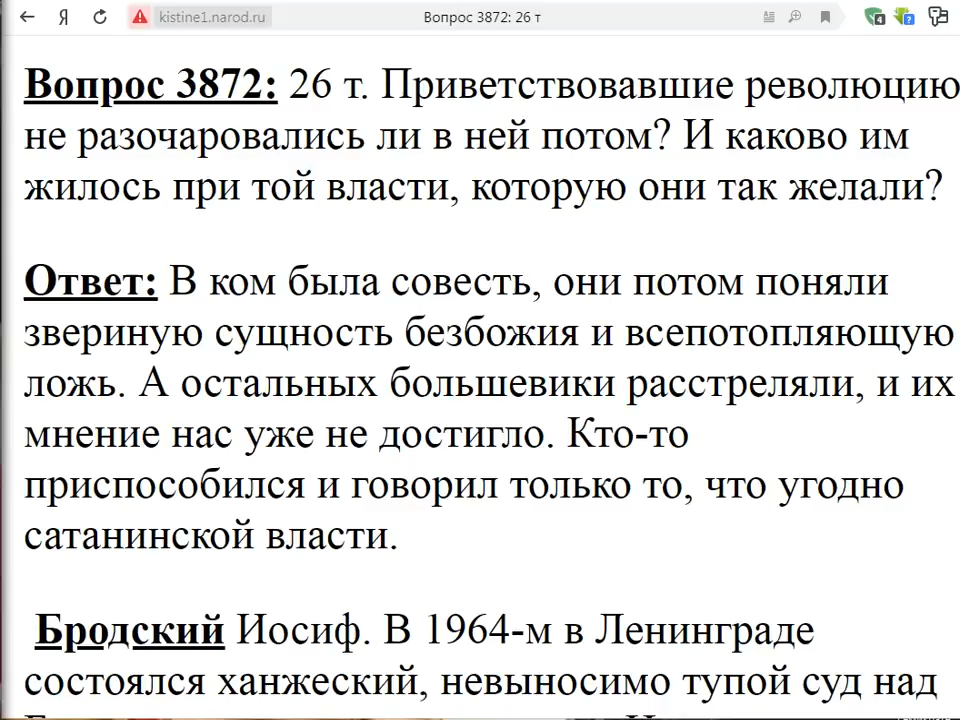 kistine1.narod.ru
Вопрос 3872: 26 т
Вопрос 3872: 26 т. Приветствовавшие революцию
не разочаровались ли в ней потом? И каково им
жилось при той власти, которую они так желали?
Ответ: В ком была совесть, они потом поняли
звериную сущность безбожия и всепотопляющую
ложь. А остальных большевики расстреляли, и их
мнение нас уже не достигло. Кто-то
приспособился и говорил только то, что угодно
сатанинской власти.
Бродский Иосиф. В 1964-м в Ленинграде
состоялся ханжеский, невыносимо тупой суд над